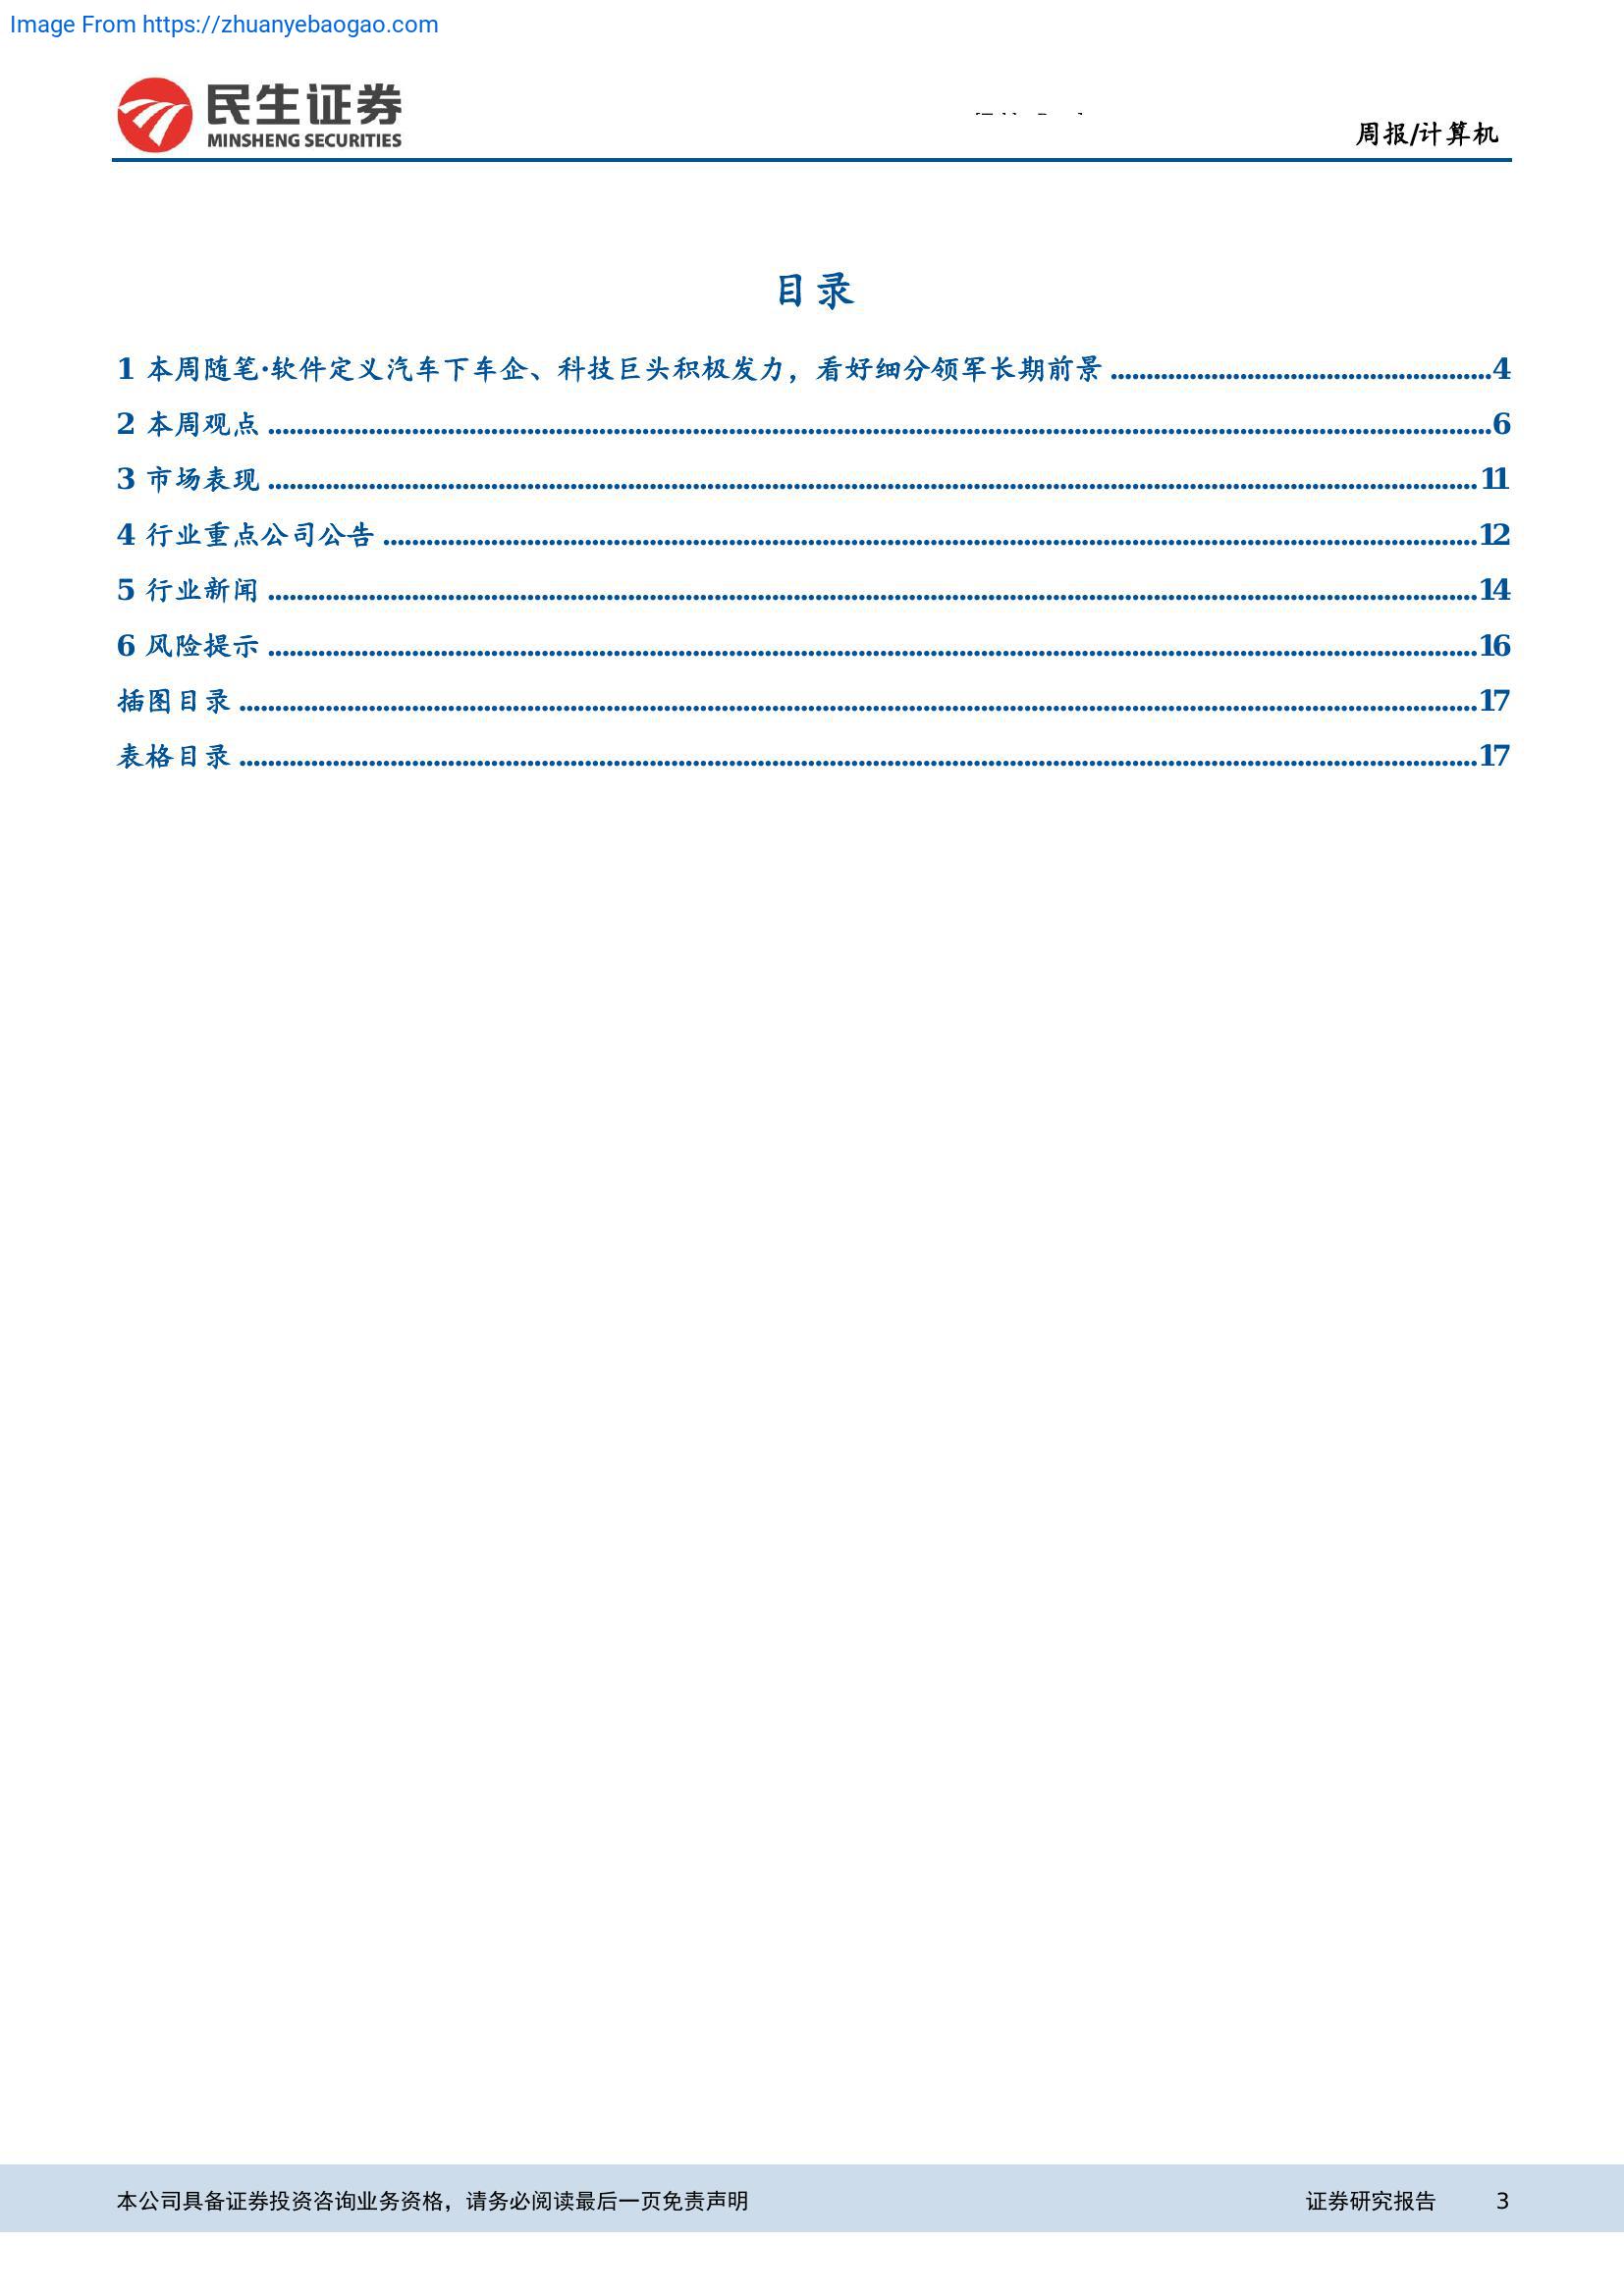 Image From https://zhuanyebaogao.com
民生证券
MINSHENG SECURITIES
周报/计算机
目录
1 本周随笔·软件定义汽车下车企、科技巨头积极发力，看好细分领军长期前景 ........................................ 4
2 本周观点 ........................................ 6
3 市场表现 ........................................ 11
4 行业重点公司公告 ........................................ 12
5 行业新闻 ........................................ 14
6 风险提示 ........................................ 16
插图目录 ........................................ 17
表格目录 ........................................ 17
本公司具备证券投资咨询业务资格，请务必阅读最后一页免责声明
证券研究报告 3